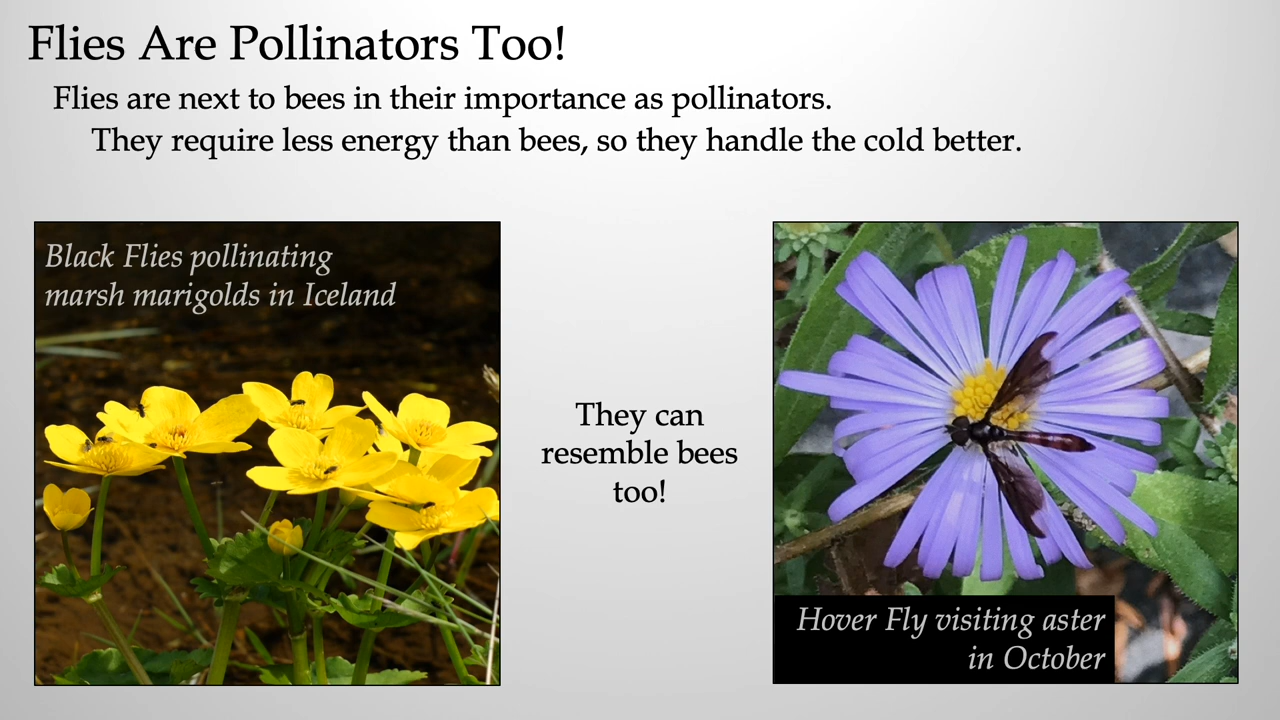 Flies Are Pollinators Too!
Flies are next to bees in their importance as pollinators.
They require less energy than bees, so they handle the cold better.
Black Flies pollinating
marsh marigolds in Iceland
They can
resemble bees
too!
Hover Fly visiting aster
in October